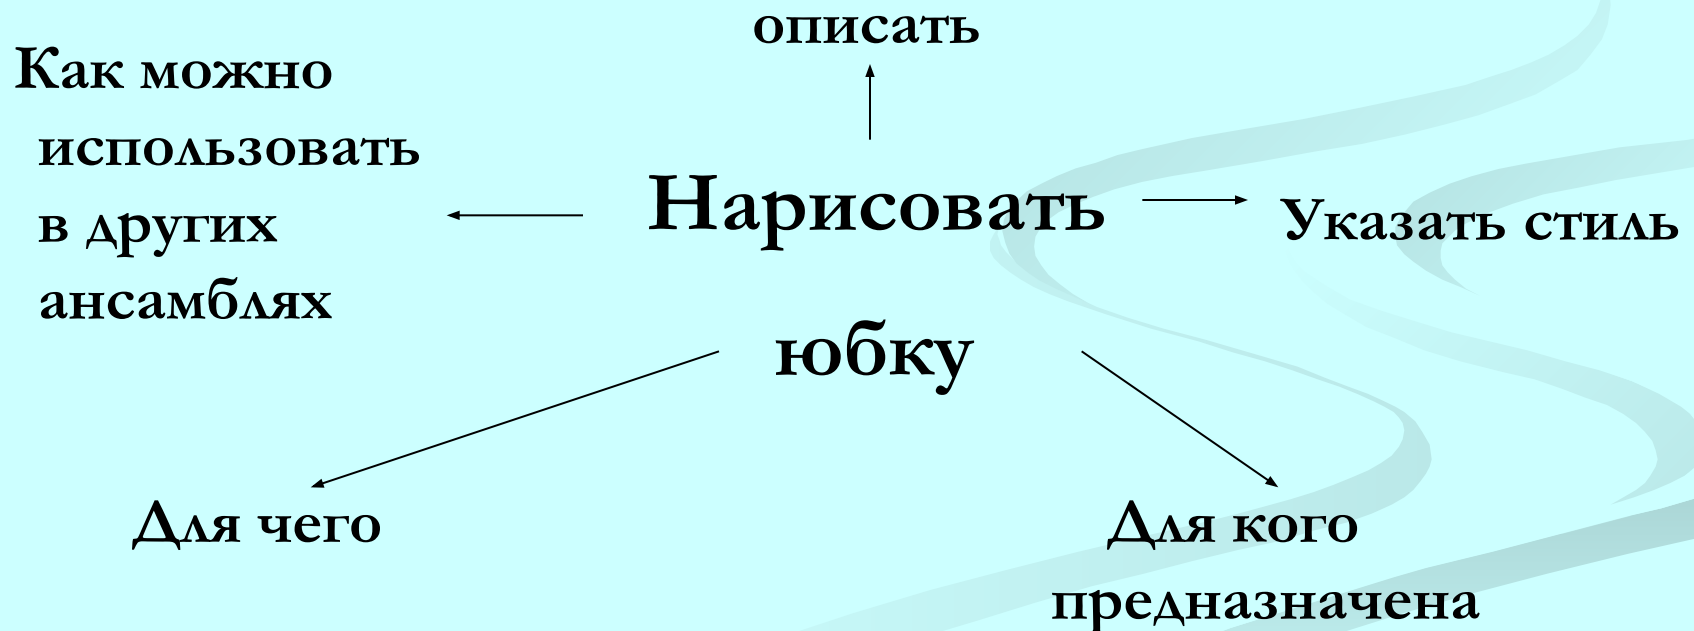 описать
Как можно
использовать
в других
ансамблях
Нарисовать
юбку
Указать стиль
Для чего
Для кого
предназначена